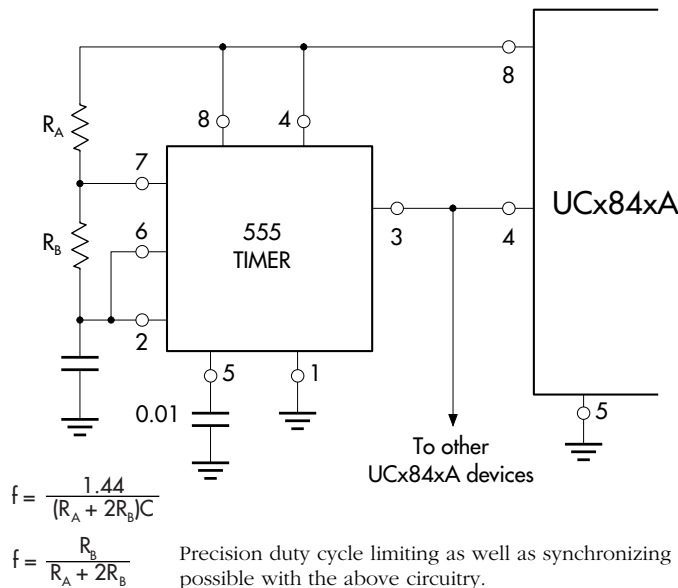 8
R_A
8
4
7
R_B
6
555
TIMER
3
4
UCx84xA
2
5
1
5
0.01
To other
UCx84xA devices
f = 1.44 / (R_A + 2R_B)C
f = R_B / R_A + 2R_B
Precision duty cycle limiting as well as synchronizing
possible with the above circuitry.